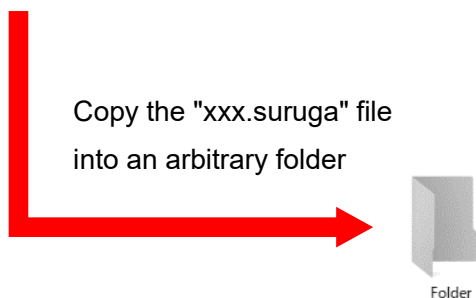 Copy the "xxx.suruga" file
into an arbitrary folder
Folder